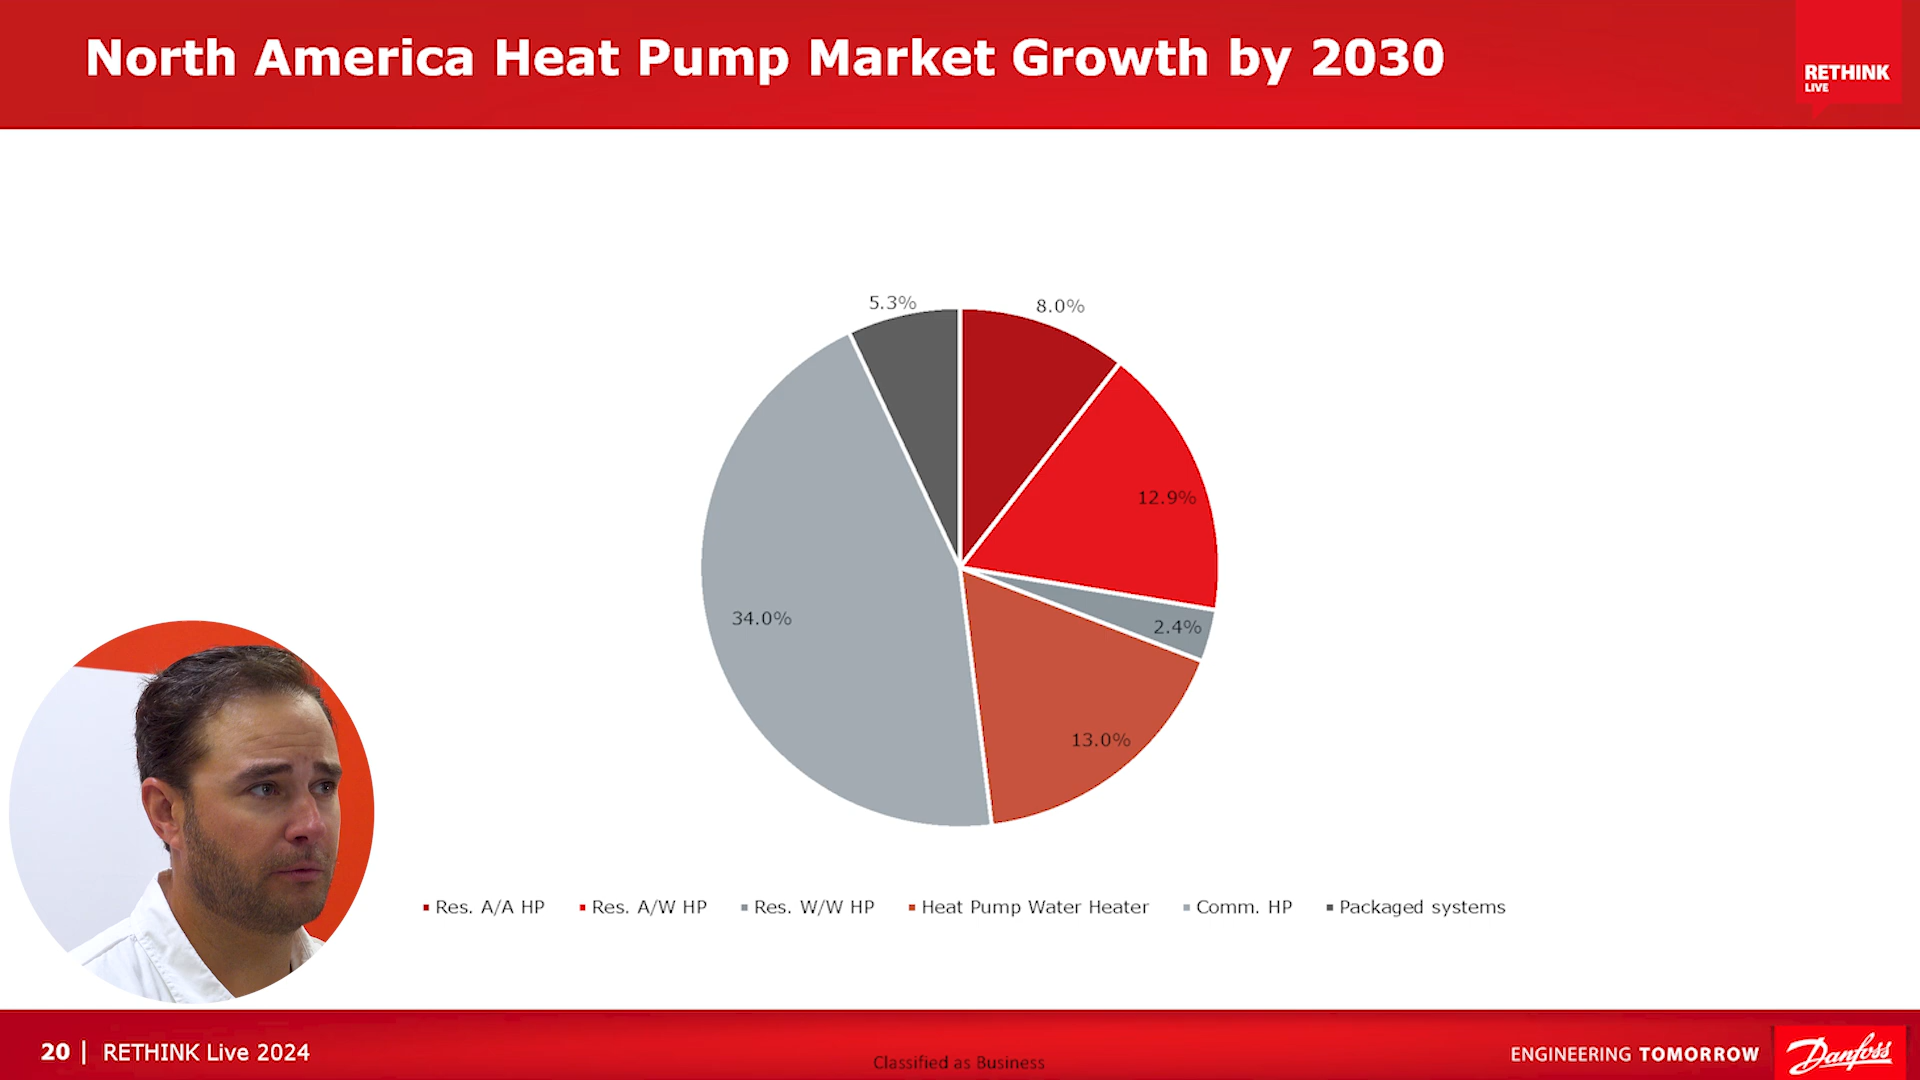 North America Heat Pump Market Growth by 2030
RETHINK
LIVE
5.3%
8.0%
12.9%
34.0%
2.4%
13.0%
Res. A/A HP
Res. A/W HP
Res. W/W HP
Heat Pump Water Heater
Comm. HP
Packaged systems
20 | RETHINK Live 2024
Classified as Business
ENGINEERING TOMORROW
Danfoss